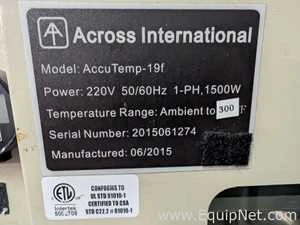 Across International
Model: AccuTemp-19f
Power: 220V 50/60Hz 1-PH,1500W
Temperature Range: Ambient to 300 F
Serial Number: 2015061274
Manufactured: 06/2015
ETL
CONFORMS TO
UL STD 61010-1
CERTIFIED TO CSA
STD C22.2 # 61010-1
Intertek
Copyright © EquipNet.com